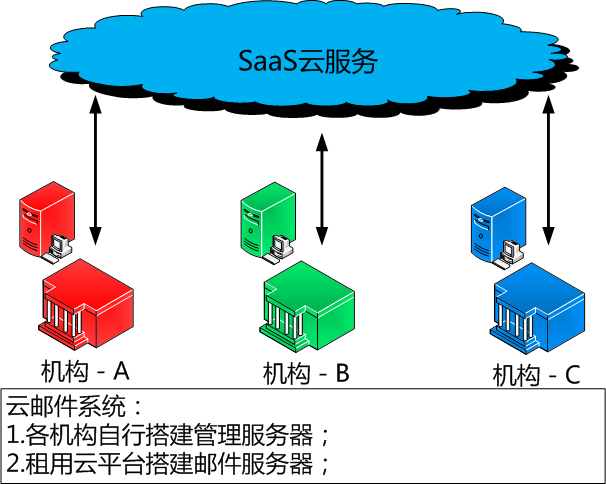 SaaS云服务
机构 - A
机构 - B
机构 - C
云邮件系统：
1.各机构自行搭建管理服务器；
2.租用云平台搭建邮件服务器；